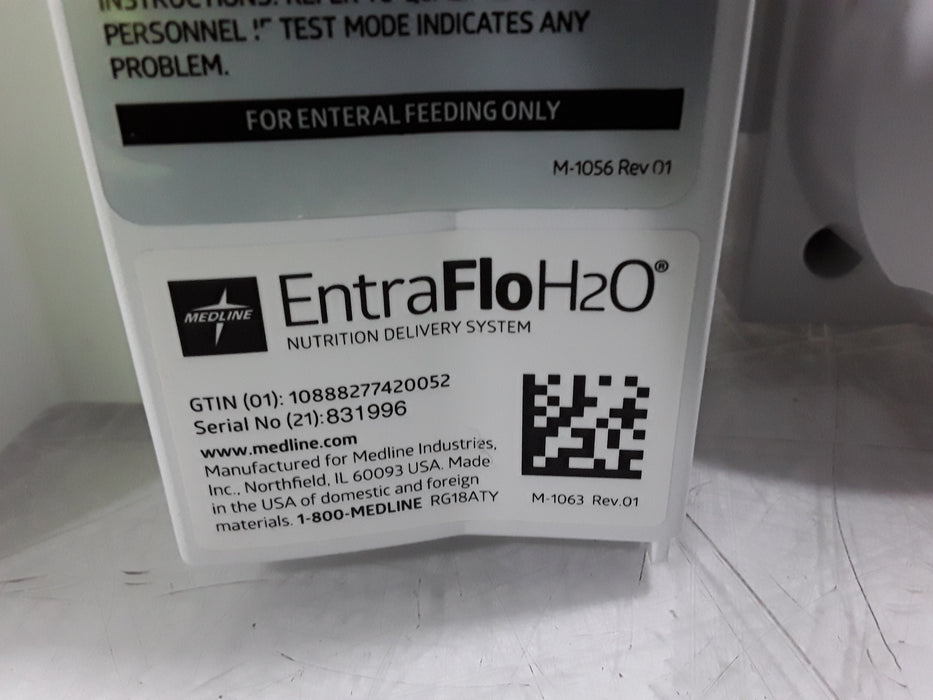 PERSONNEL IF TEST MODE INDICATES ANY
PROBLEM.
FOR ENTERAL FEEDING ONLY
M-1056 Rev 01
MEDLINE
EntraFloH2O®
NUTRITION DELIVERY SYSTEM
GTIN (01): 10888277420052
Serial No (21): 831996
www.medline.com
Manufactured for Medline Industries,
Inc., Northfield, IL 60093 USA. Made
in the USA of domestic and foreign
materials. 1-800-MEDLINE RG18ATY
M-1063 Rev.01